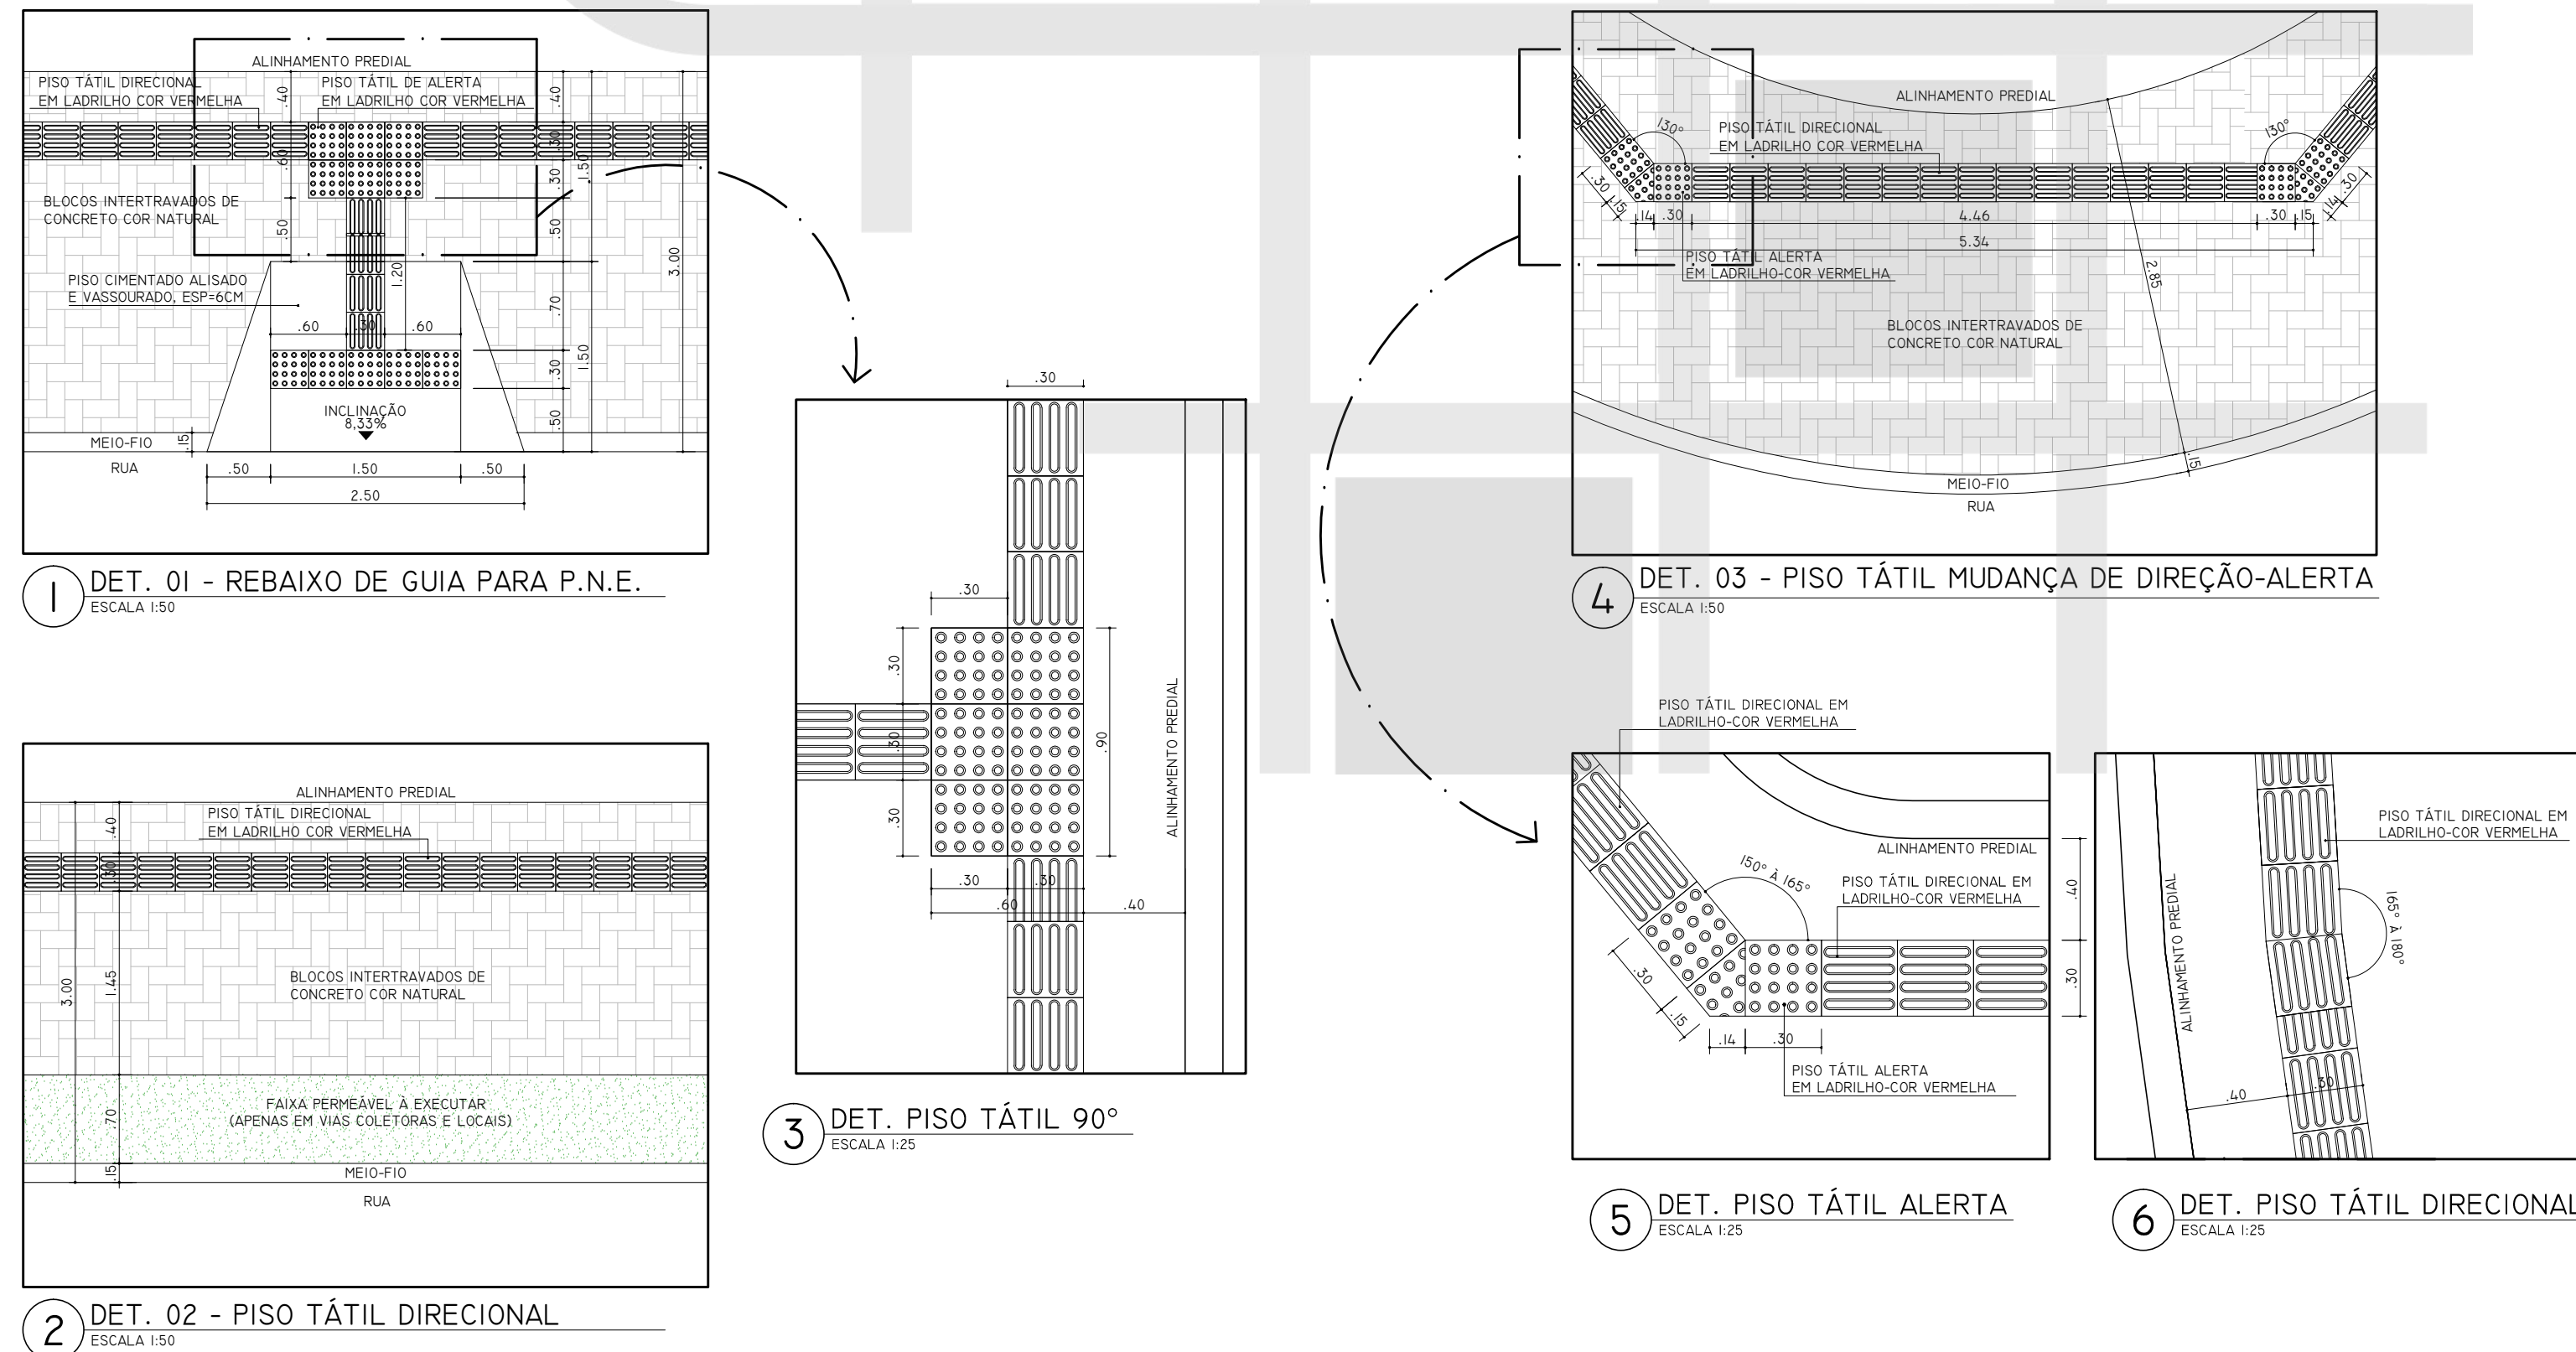 ALINHAMENTO PREDIAL
PISO TÁTIL DIRECIONAL
EM LADRILHO COR VERMELHA
PISO TÁTIL DE ALERTA
EM LADRILHO COR VERMELHA
.40
.60
.50
.40
.30
.30
1.50
.50
3.00
BLOCOS INTERTRAVADOS DE
CONCRETO COR NATURAL
PISO CIMENTADO ALISADO
E VASSOURADO, ESP=6CM
1.20
.70
.60
.30
.60
.30
1.50
.50
INCLINAÇÃO
8,33%
MEIO-FIO
.15
RUA
.50
1.50
.50
2.50
1
DET. 01 - REBAIXO DE GUIA PARA P.N.E.
ESCALA 1:50
ALINHAMENTO PREDIAL
PISO TÁTIL DIRECIONAL
EM LADRILHO COR VERMELHA
.40
.30
3.00
1.45
BLOCOS INTERTRAVADOS DE
CONCRETO COR NATURAL
FAIXA PERMEÁVEL À EXECUTAR
(APENAS EM VIAS COLETORAS E LOCAIS)
.70
MEIO-FIO
.15
RUA
2
DET. 02 - PISO TÁTIL DIRECIONAL
ESCALA 1:50
.30
.30
.30
.30
.30
.90
ALINHAMENTO PREDIAL
.30
.30
.60
.40
3
DET. PISO TÁTIL 90°
ESCALA 1:25
ALINHAMENTO PREDIAL
130°
PISO TÁTIL DIRECIONAL
EM LADRILHO COR VERMELHA
130°
.30
.15
.14
.30
4.46
.30
.15
.14
.30
5.34
PISO TÁTIL ALERTA
EM LADRILHO-COR VERMELHA
2.85
BLOCOS INTERTRAVADOS DE
CONCRETO COR NATURAL
.15
MEIO-FIO
RUA
4
DET. 03 - PISO TÁTIL MUDANÇA DE DIREÇÃO-ALERTA
ESCALA 1:50
PISO TÁTIL DIRECIONAL EM
LADRILHO-COR VERMELHA
ALINHAMENTO PREDIAL
150° À 165°
PISO TÁTIL DIRECIONAL EM
LADRILHO-COR VERMELHA
.40
.30
.30
.15
.14
.30
PISO TÁTIL ALERTA
EM LADRILHO-COR VERMELHA
5
DET. PISO TÁTIL ALERTA
ESCALA 1:25
PISO TÁTIL DIRECIONAL EM
LADRILHO-COR VERMELHA
ALINHAMENTO PREDIAL
165° À 180°
.40
.30
6
DET. PISO TÁTIL DIRECIONAL
ESCALA 1:25